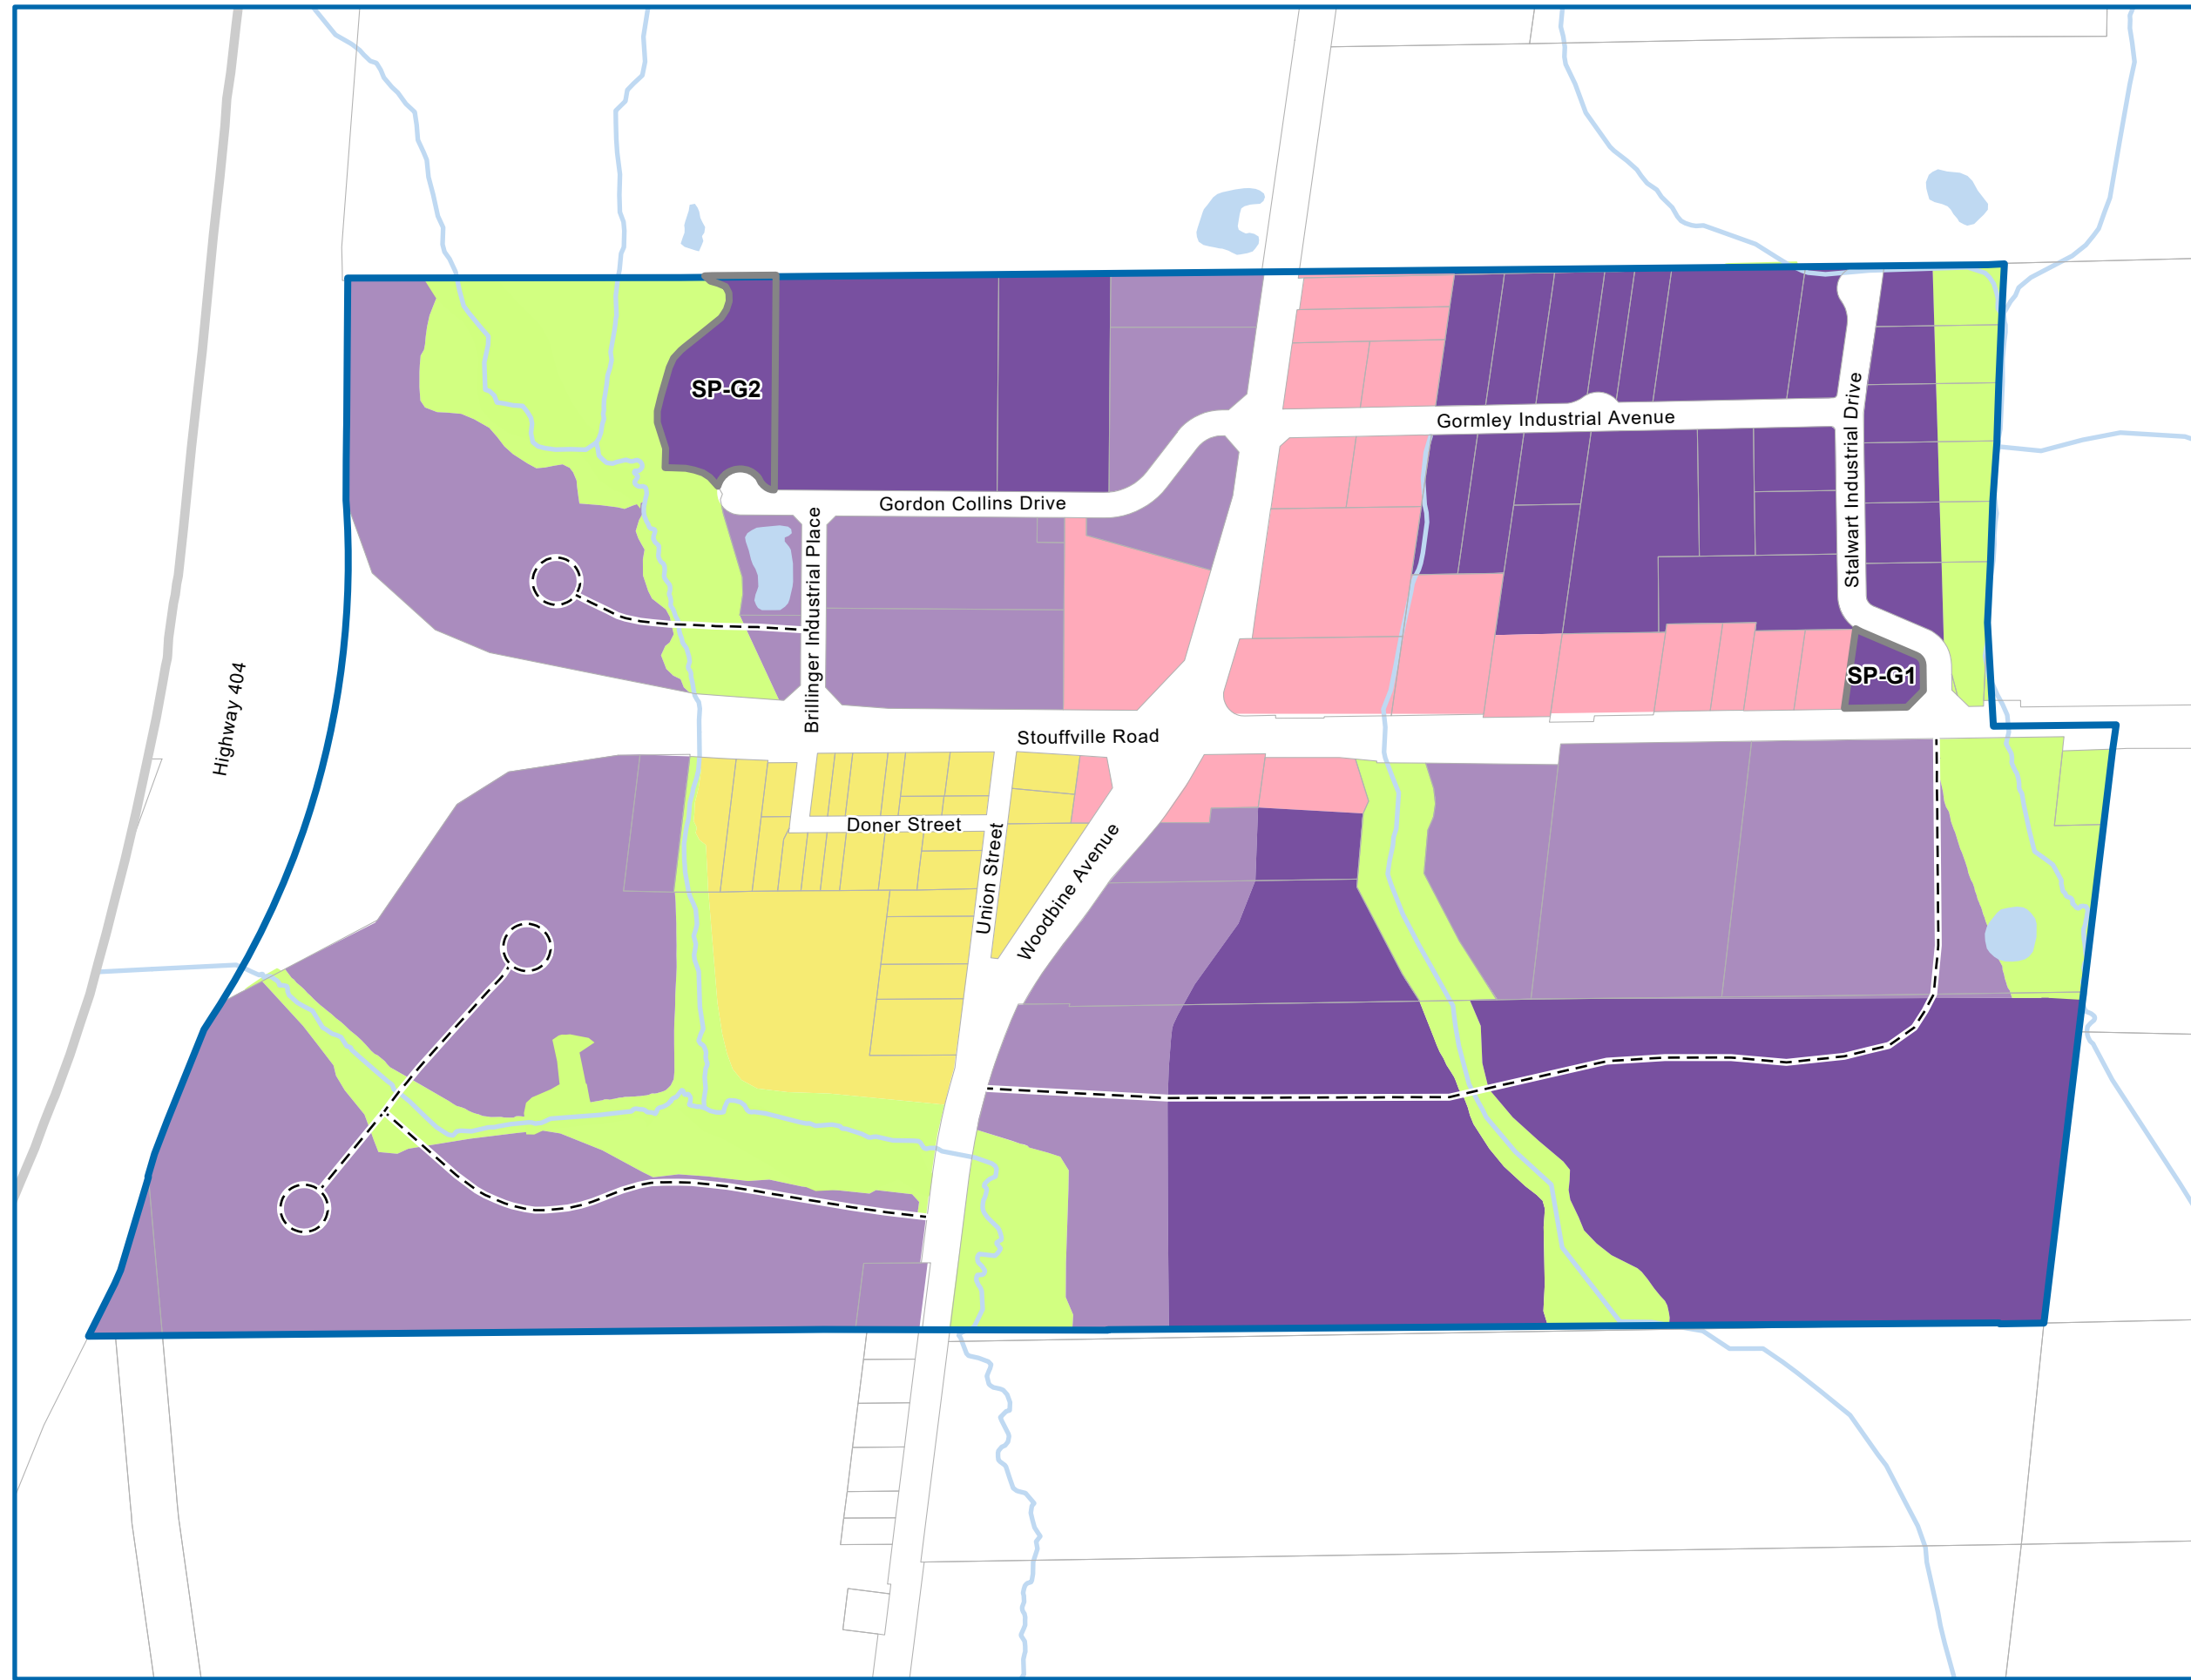 SP-G2
Gormley Industrial Avenue
Stalwart Industrial Drive
Gordon Collins Drive
Brillinger Industrial Place
Highway 404
SP-G1
Stouffville Road
Doner Street
Union Street
Woodbine Avenue